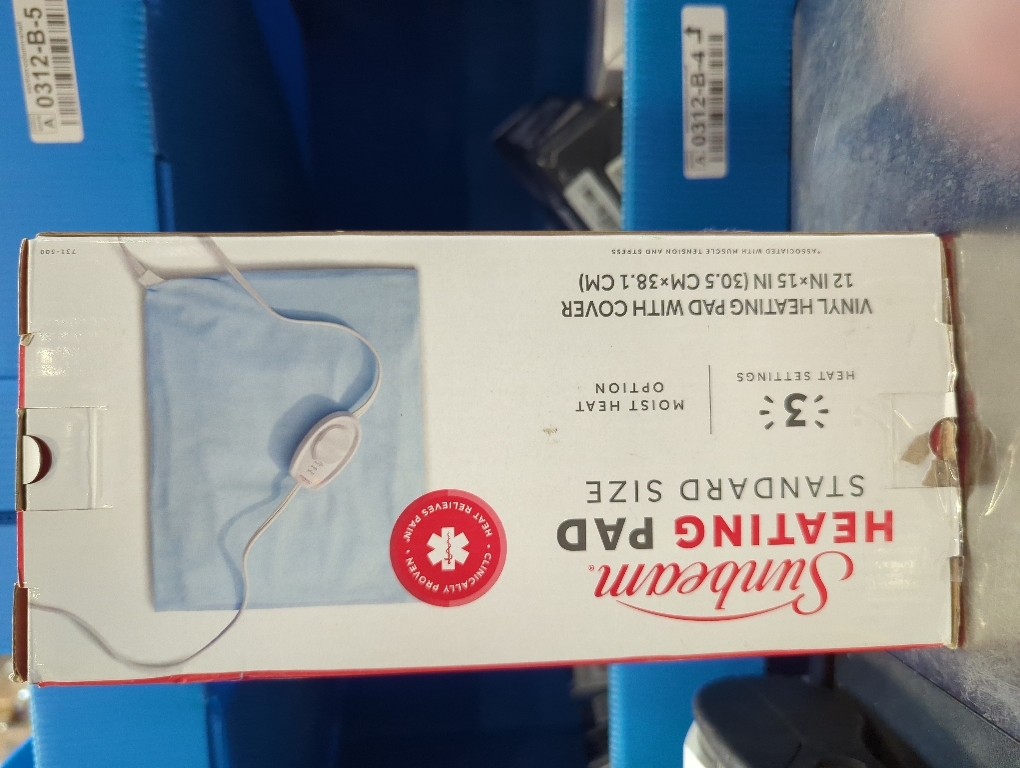 Sunbeam®
HEATING PAD
STANDARD SIZE
3
HEAT SETTINGS
MOIST HEAT
OPTION
VINYL HEATING PAD WITH COVER
12 IN×15 IN (30.5 CM×38.1 CM)
*ASSOCIATED WITH MUSCLE TENSION AND STRESS
• CLINICALLY PROVEN • HEAT RELIEVES PAIN*
731-500
A 0312-B-5
A 0312-B-4